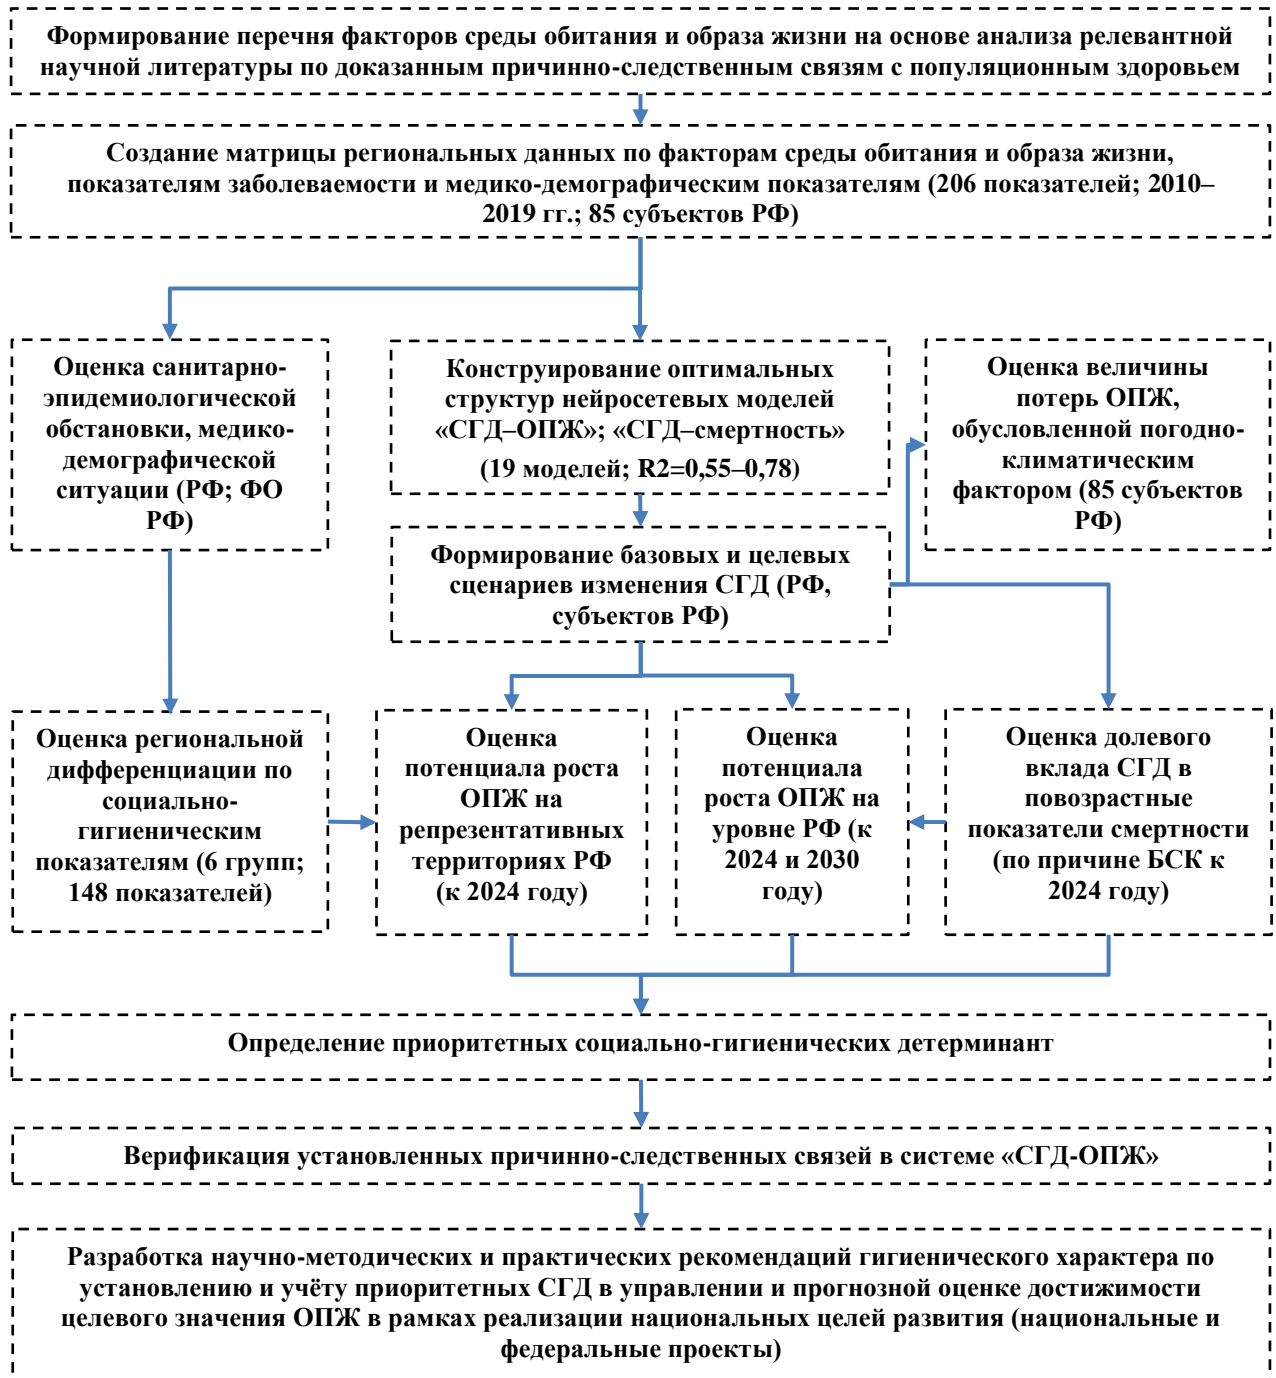 Формирование перечня факторов среды обитания и образа жизни на основе анализа релевантной
научной литературы по доказанным причинно-следственным связям с популяционным здоровьем
Создание матрицы региональных данных по факторам среды обитания и образа жизни,
показателям заболеваемости и медико-демографическим показателям (206 показателей; 2010–
2019 гг.; 85 субъектов РФ)
Оценка санитарно-
эпидемиологической
обстановки, медико-
демографической
ситуации (РФ; ФО
РФ)
Конструирование оптимальных
структур нейросетевых моделей
«СГД–ОПЖ»; «СГД–смертность»
(19 моделей; R2=0,55–0,78)
Оценка величины
потерь ОПЖ,
обусловленной погодно-
климатическим
фактором (85 субъектов
РФ)
Формирование базовых и целевых
сценариев изменения СГД (РФ,
субъектов РФ)
Оценка региональной
дифференциации по
социально-
гигиеническим
показателям (6 групп;
148 показателей)
Оценка
потенциала роста
ОПЖ на
репрезентативных
территориях РФ
(к 2024 году)
Оценка
потенциала
роста ОПЖ на
уровне РФ (к
2024 и 2030
году)
Оценка долевого
вклада СГД в
повозрастные
показатели смертности
(по причине БСК к
2024 году)
Определение приоритетных социально-гигиенических детерминант
Верификация установленных причинно-следственных связей в системе «СГД-ОПЖ»
Разработка научно-методических и практических рекомендаций гигиенического характера по
установлению и учёту приоритетных СГД в управлении и прогнозной оценке достижимости
целевого значения ОПЖ в рамках реализации национальных целей развития (национальные и
федеральные проекты)